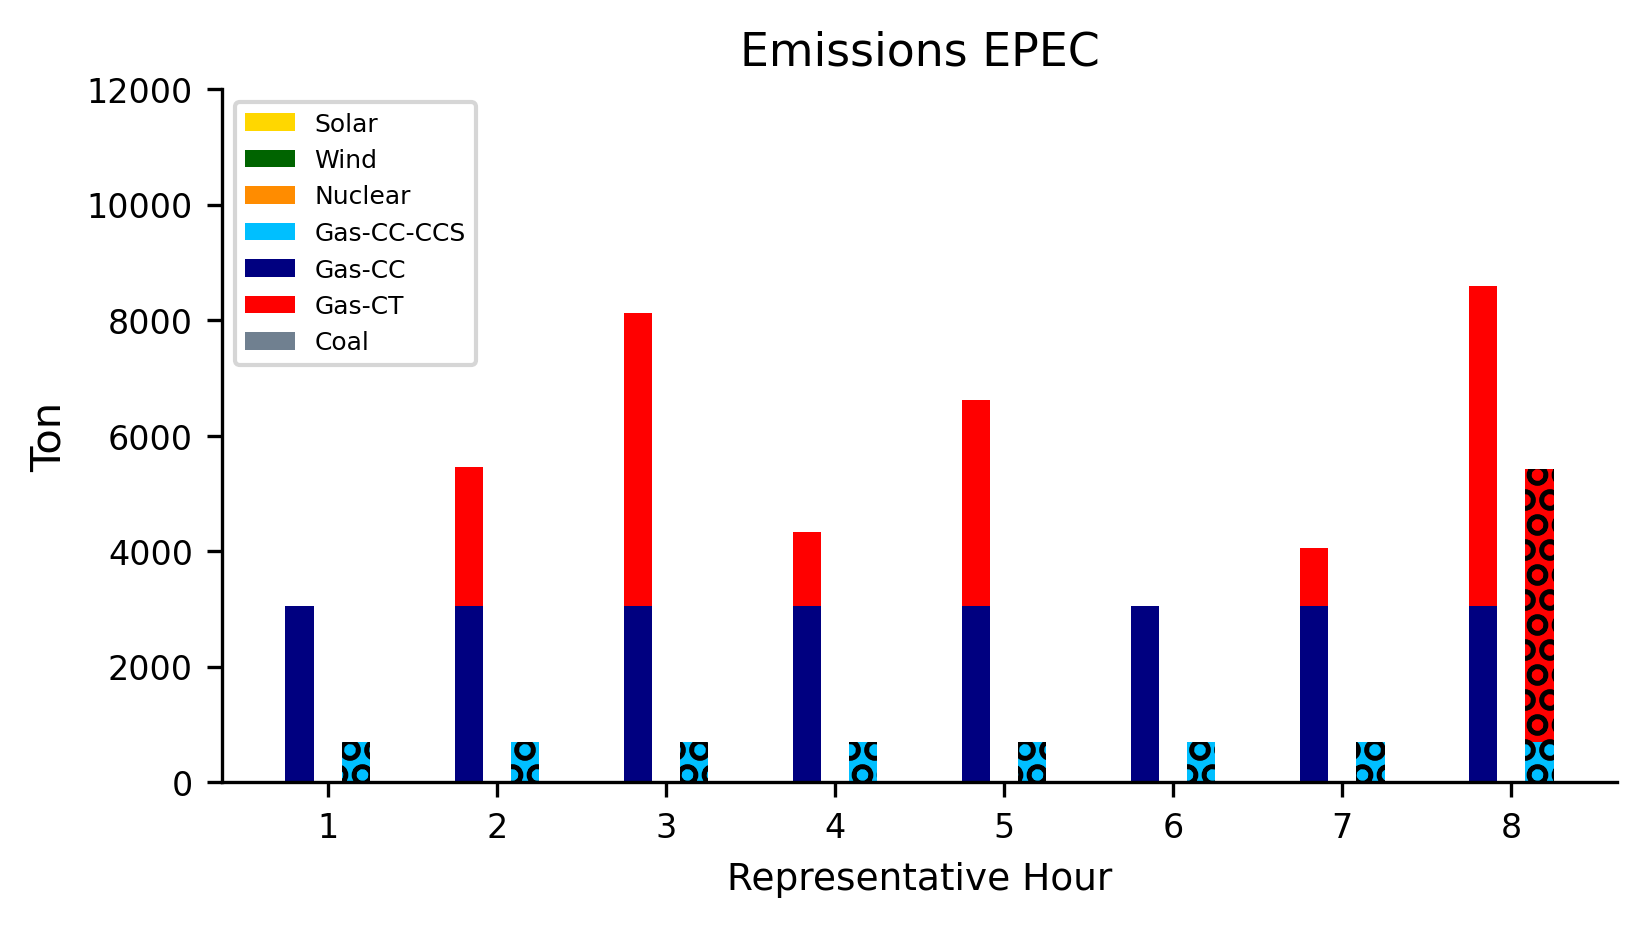 Emissions EPEC
12000
10000
8000
6000
4000
2000
0
Ton
Solar
Wind
Nuclear
Gas-CC-CCS
Gas-CC
Gas-CT
Coal
1 2 3 4 5 6 7 8
Representative Hour